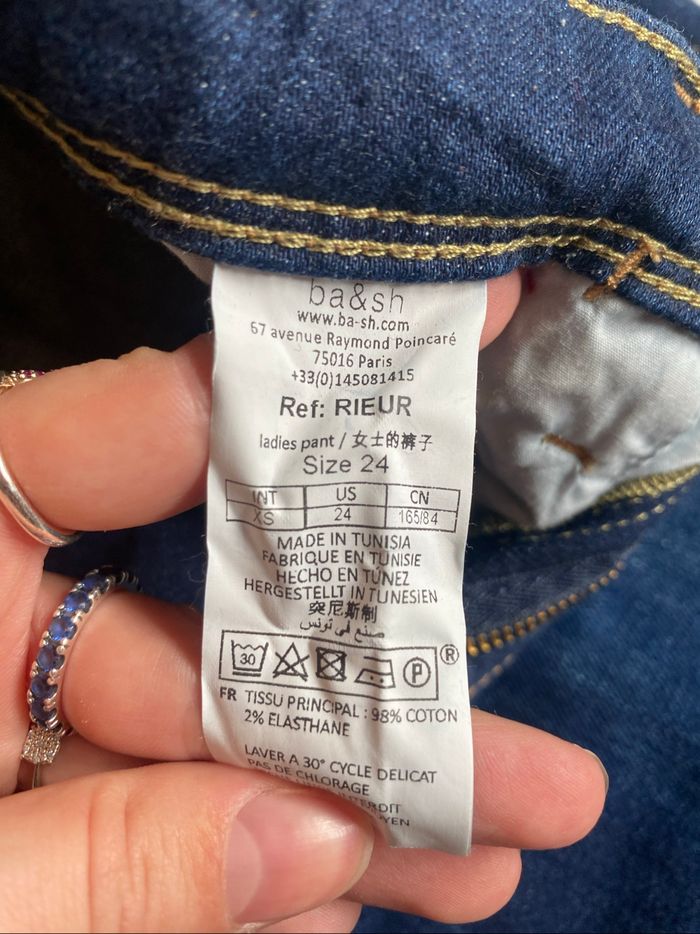 ba&sh
www.ba-sh.com
67 avenue Raymond Poincaré
75016 Paris
+33(0)145081415
Ref: RIEUR
ladies pant / 女士的裤子
Size 24
INT US CN
XS 24 165/84
MADE IN TUNISIA
FABRIQUE EN TUNISIE
HECHO EN TÚNEZ
HERGESTELLT IN TUNESIEN
突尼斯制
صنع في تونس
30 P ®
FR TISSU PRINCIPAL : 98% COTON
2% ELASTHANE
LAVER A 30° CYCLE DELICAT
PAS DE CHLORAGE